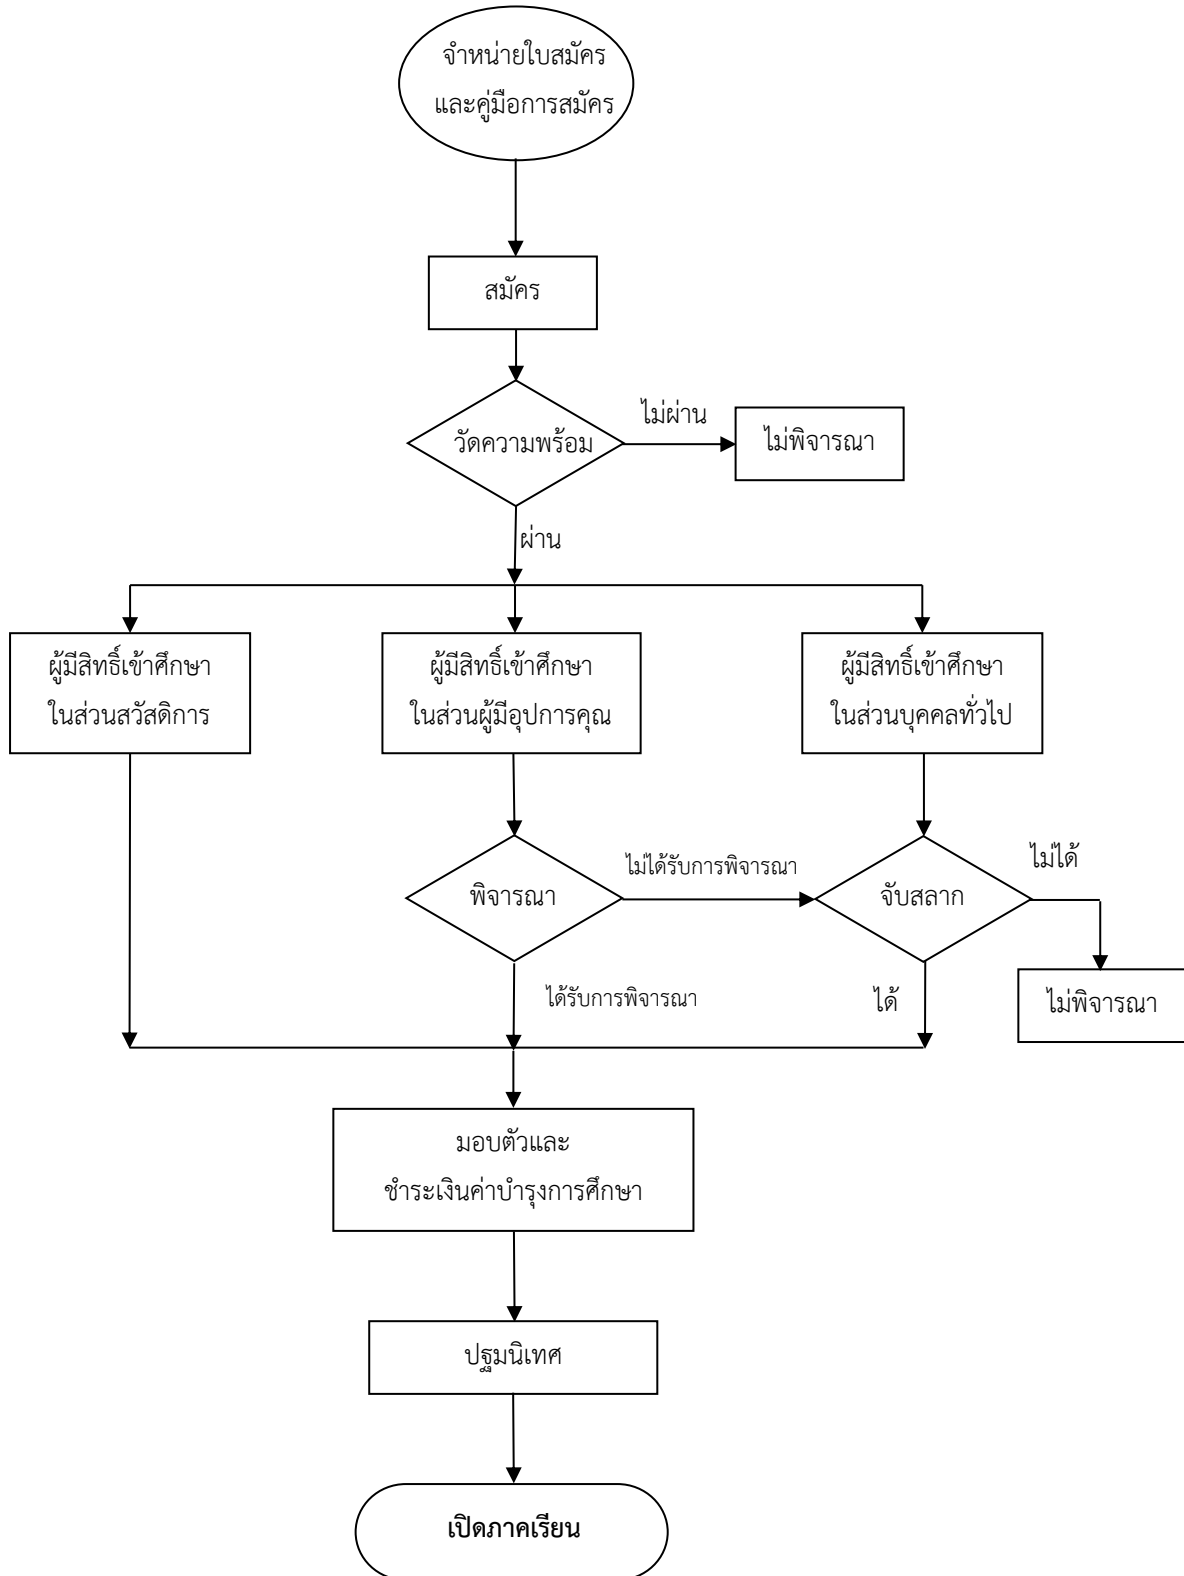 จำหน่ายใบสมัคร
และคู่มือการสมัคร
สมัคร
วัดความพร้อม
ไม่ผ่าน
ไม่พิจารณา
ผ่าน
ผู้มีสิทธิ์เข้าศึกษา
ในส่วนสวัสดิการ
ผู้มีสิทธิ์เข้าศึกษา
ในส่วนผู้มีอุปการคุณ
ผู้มีสิทธิ์เข้าศึกษา
ในส่วนบุคคลทั่วไป
พิจารณา
ไม่ได้รับการพิจารณา
จับสลาก
ไม่ได้
ได้รับการพิจารณา
ได้
ไม่พิจารณา
มอบตัวและ
ชำระเงินค่าบำรุงการศึกษา
ปฐมนิเทศ
เปิดภาคเรียน